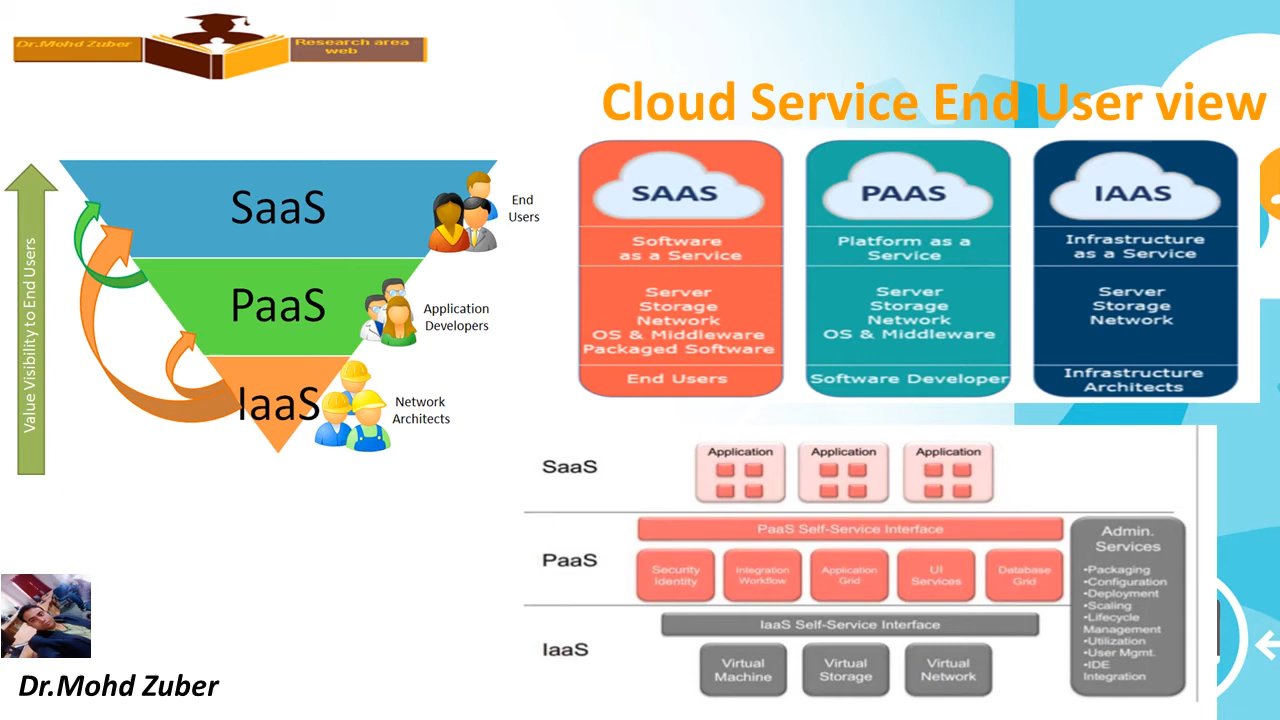 Dr.Mohd Zuber
Research area
web
Cloud Service End User view
Value Visibility to End Users
SaaS
End
Users
PaaS
Application
Developers
IaaS
Network
Architects
SAAS
Software
as a Service
Server
Storage
Network
OS & Middleware
Packaged Software
End Users
PAAS
Platform as a
Service
Server
Storage
Network
OS & Middleware
Software Developer
IAAS
Infrastructure
as a Service
Server
Storage
Network
Infrastructure
Architects
SaaS
Application
Application
Application
PaaS
PaaS Self-Service Interface
Security
Identity
Integration
Workflow
Application
Grid
UI
Services
Database
Grid
IaaS
IaaS Self-Service Interface
Virtual
Machine
Virtual
Storage
Virtual
Network
Admin.
Services
•Packaging
•Configuration
•Deployment
•Scaling
•Lifecycle
Management
•Utilization
•User Mgmt.
•IDE
Integration
Dr.Mohd Zuber